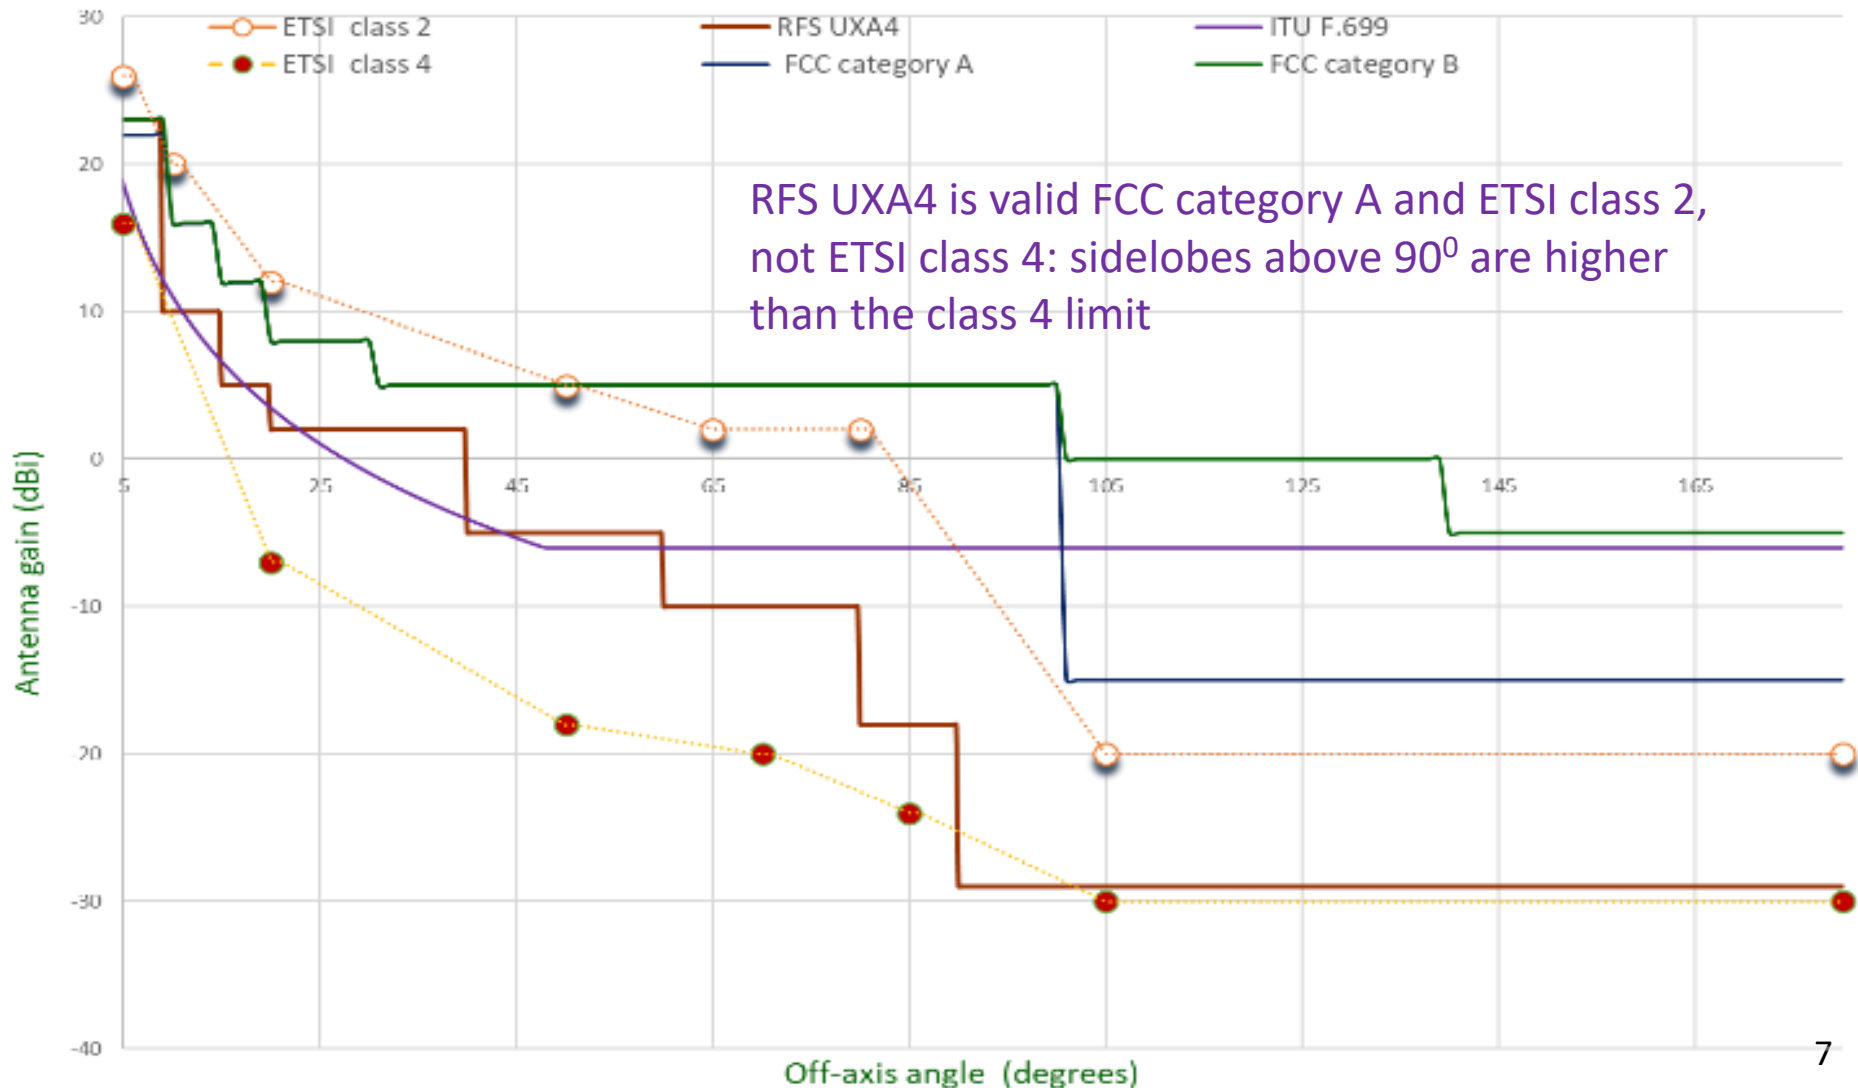 30
ETSI class 2
RFS UXA4
ITU F.699
ETSI class 4
FCC category A
FCC category B
20
RFS UXA4 is valid FCC category A and ETSI class 2,
not ETSI class 4: sidelobes above 90⁰ are higher
than the class 4 limit
10
0
5 25 45 65 85 105 125 145 165
-10
-20
-30
-40
Antenna gain (dBi)
Off-axis angle (degrees)
7